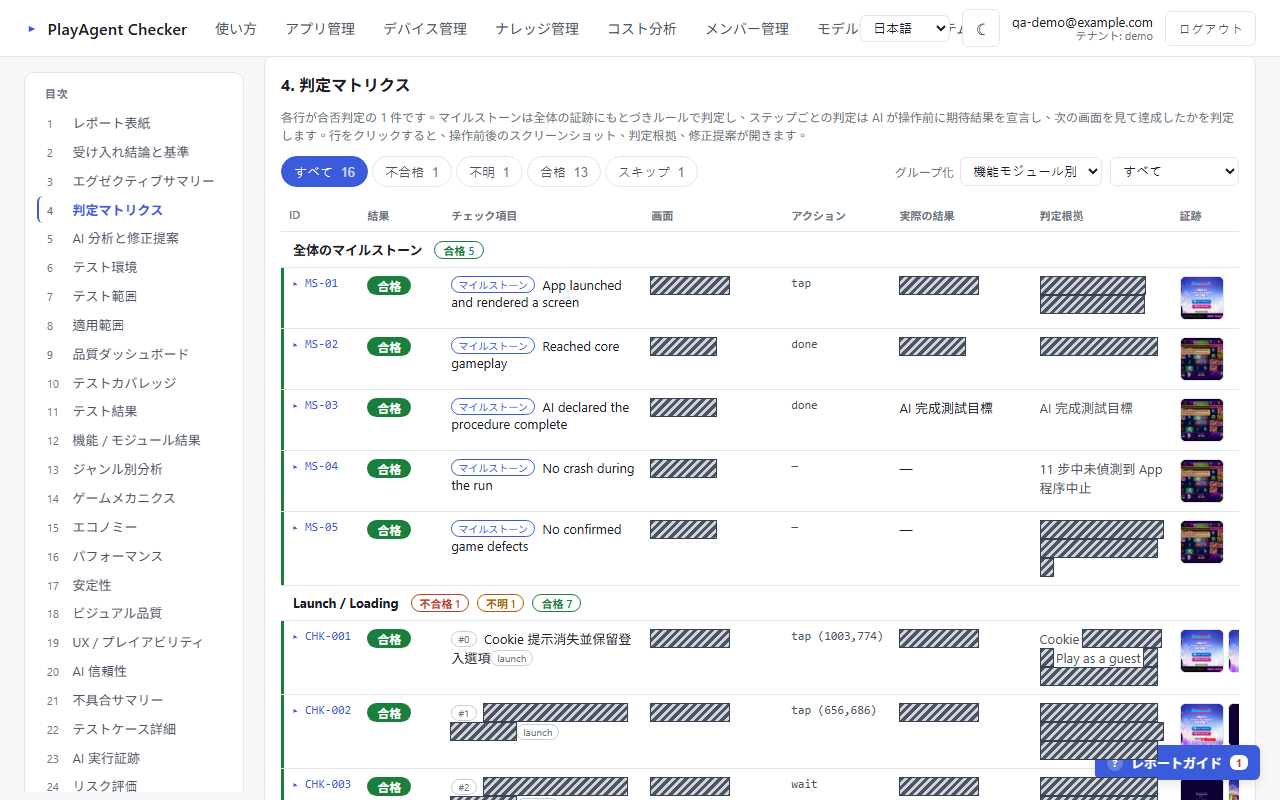 PlayAgent Checker
使い方
アプリ管理
デバイス管理
ナレッジ管理
コスト分析
メンバー管理
モデル
日本語
qa-demo@example.com
テナント: demo
ログアウト
目次
1 レポート表紙
2 受け入れ結論と基準
3 エグゼクティブサマリー
4 判定マトリクス
5 AI 分析と修正提案
6 テスト環境
7 テスト範囲
8 適用範囲
9 品質ダッシュボード
10 テストカバレッジ
11 テスト結果
12 機能 / モジュール結果
13 ジャンル別分析
14 ゲームメカニクス
15 エコノミー
16 パフォーマンス
17 安定性
18 ビジュアル品質
19 UX / プレイアビリティ
20 AI 信頼性
21 不具合サマリー
22 テストケース詳細
23 AI 実行証跡
24 リスク評価
4. 判定マトリクス
各行が合否判定の 1 件です。マイルストーンは全体の証跡にもとづきルールで判定し、ステップごとの判定は AI が操作前に期待結果を宣言し、次の画面を見て達成したかを判定
します。行をクリックすると、操作前後のスクリーンショット、判定根拠、修正提案が開きます。
すべて 16
不合格 1
不明 1
合格 13
スキップ 1
グループ化
機能モジュール別
すべて
ID 結果 チェック項目 画面 アクション 実際の結果 判定根拠 証跡
全体のマイルストーン 合格 5
MS-01 合格 マイルストーン App launched tap
and rendered a screen
MS-02 合格 マイルストーン Reached core done
gameplay
MS-03 合格 マイルストーン AI declared the done AI 完成測試目標 AI 完成測試目標
procedure complete
MS-04 合格 マイルストーン No crash during – — 11 步中未偵測到 App
the run 程序中止
MS-05 合格 マイルストーン No confirmed – —
game defects
Launch / Loading 不合格 1 不明 1 合格 7
CHK-001 合格 #0 Cookie 提示消失並保留登 tap (1003,774) Cookie
入選項 launch Play as a guest
CHK-002 合格 #1 tap (656,686)
launch
CHK-003 合格 #2 wait
? レポートガイド 1